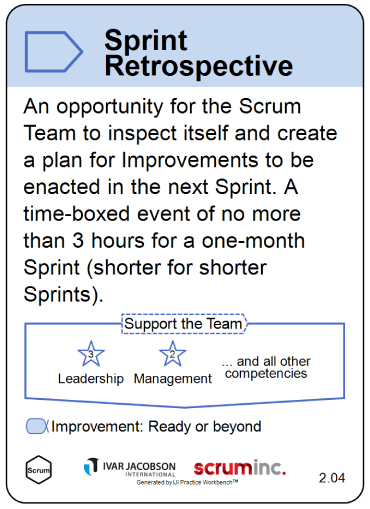 Sprint
Retrospective
An opportunity for the Scrum
Team to inspect itself and create
a plan for Improvements to be
enacted in the next Sprint. A
time-boxed event of no more
than 3 hours for a one-month
Sprint (shorter for shorter
Sprints).
Support the Team
3
2
Leadership
Management
... and all other
competencies
Improvement: Ready or beyond
Scrum
IVAR JACOBSON
INTERNATIONAL
scruminc.
Generated by IJI Practice Workbench™
2.04